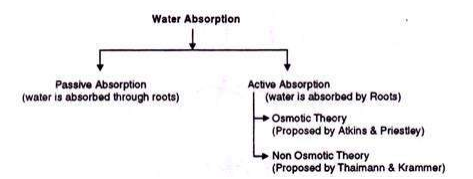 Water Absorption
Passive Absorption
(water is absorbed through roots)
Active Absorption
(water is absorbed by Roots)
Osmotic Theory
(Proposed by Atkins & Priestley)
Non Osmotic Theory
(Proposed by Thaimann & Krammer)